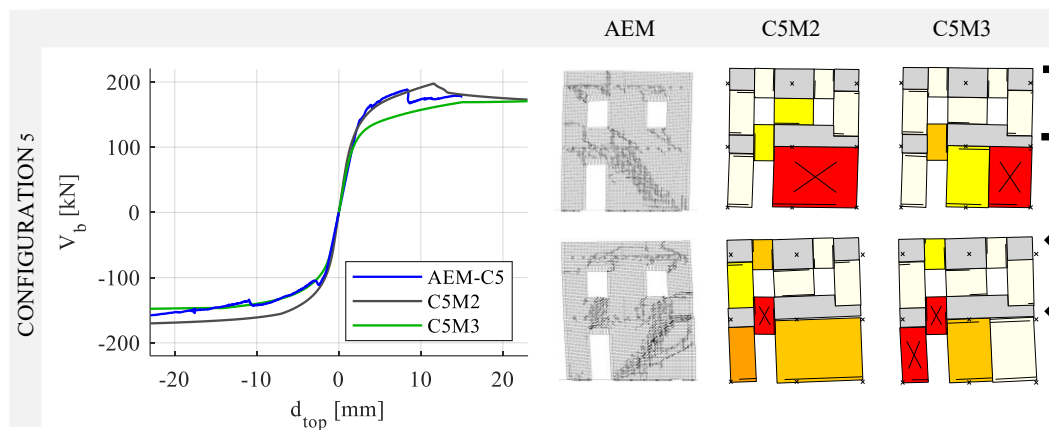 AEM C5M2 C5M3
CONFIGURATION 5
V_b [kN]
200
100
0
-100
-200
AEM-C5
C5M2
C5M3
-20 -10 0 10 20
d_top [mm]